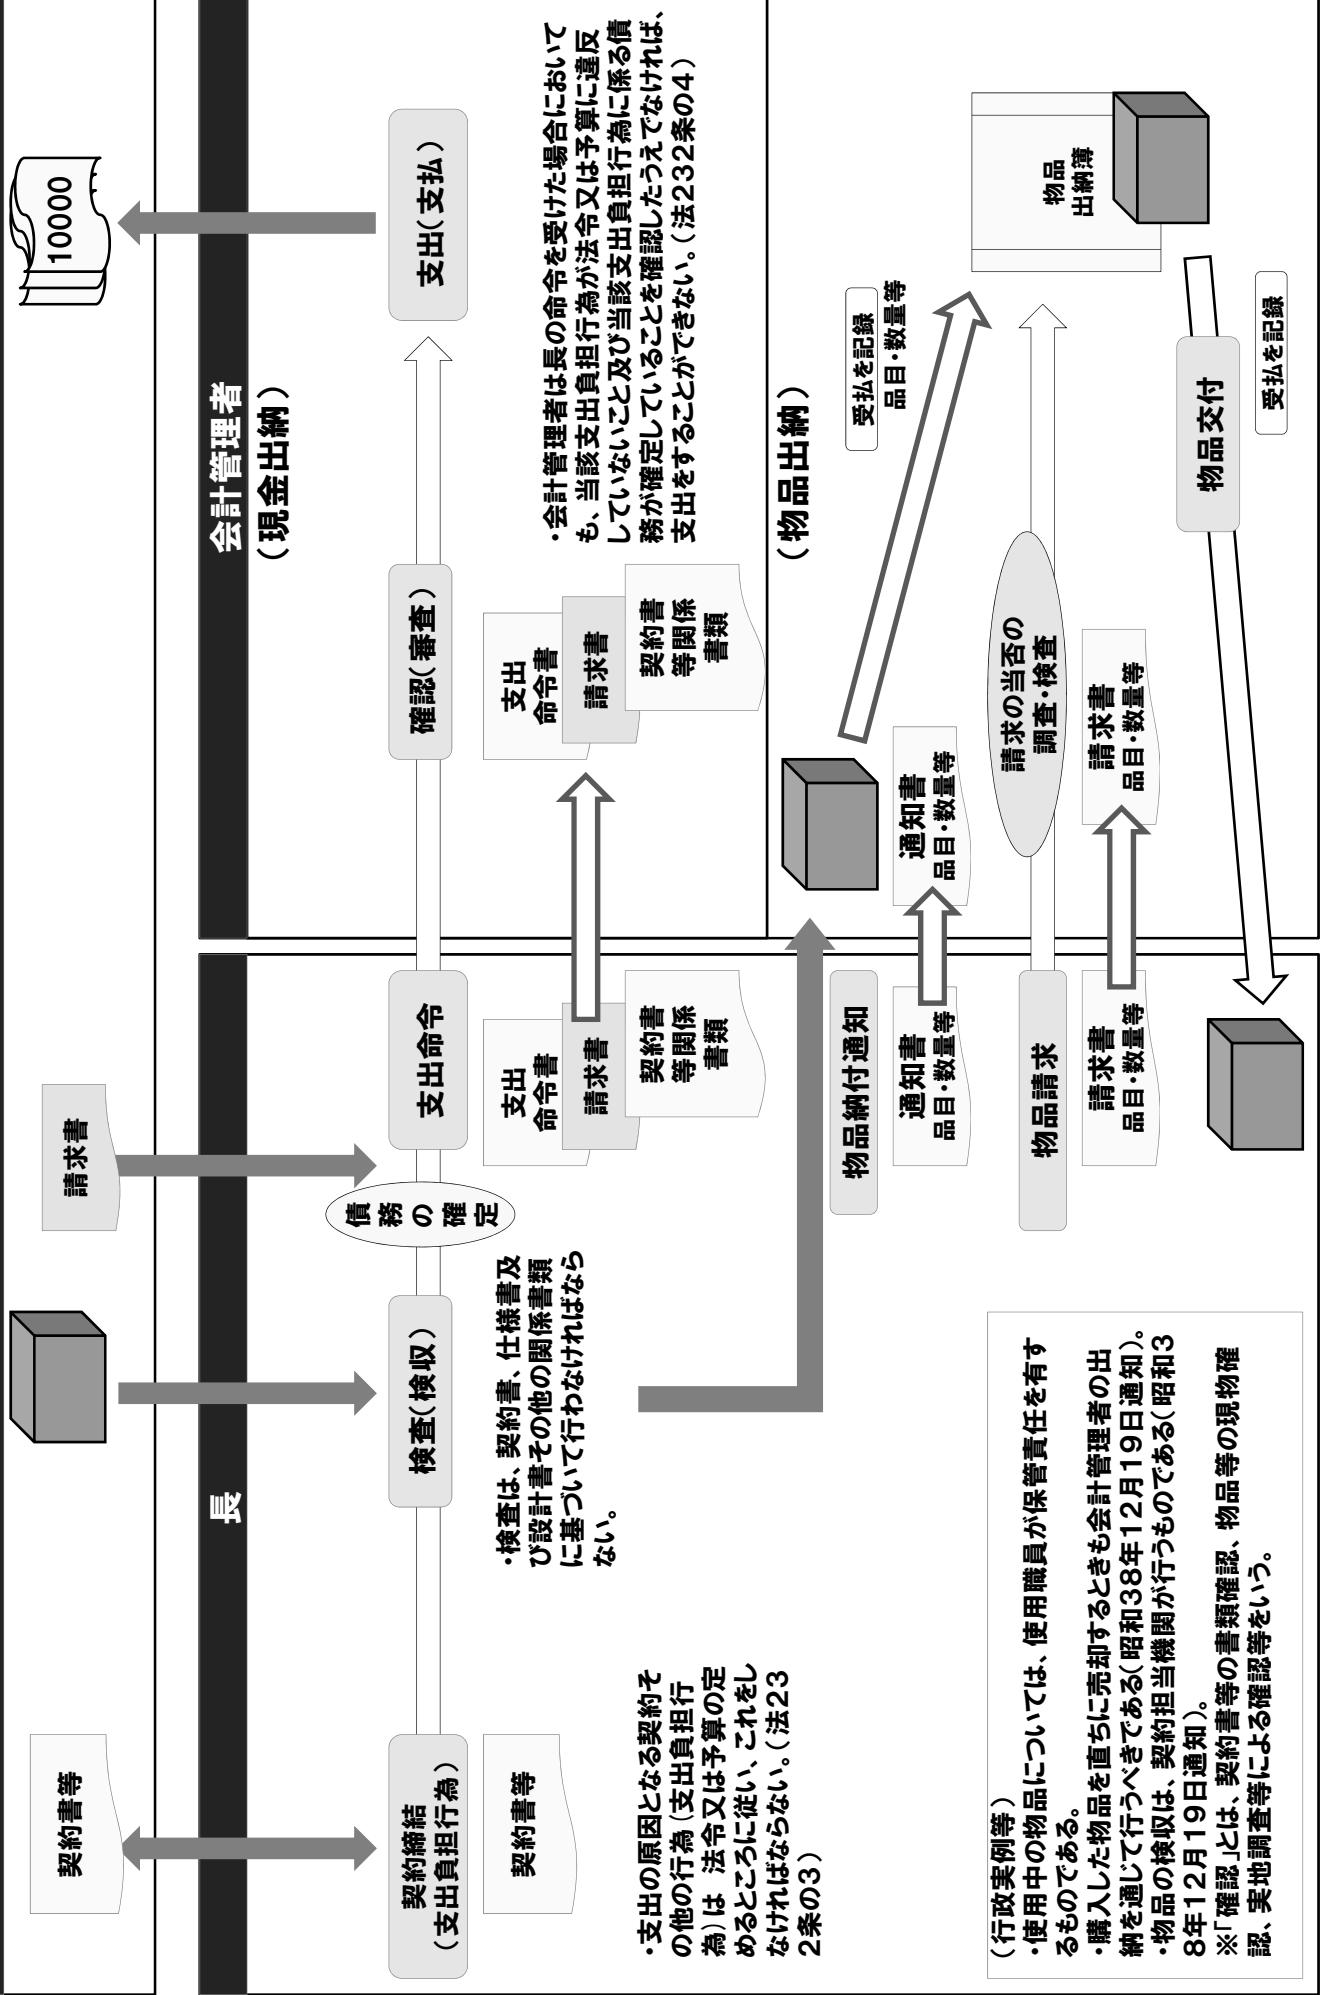 契約書等
請求書
10000
長
会計管理者
（現金出納）
契約締結
（支出負担行為）
検査（検収）
債務の確定
支出命令
確認（審査）
支出（支払）
契約書等
・検査は、契約書、仕様書及
び設計書その他の関係書類
に基づいて行わなければなら
ない。
支出
命令書
請求書
契約書
等関係
書類
支出
命令書
請求書
契約書
等関係
書類
・会計管理者は長の命令を受けた場合において
も、当該支出負担行為が法令又は予算に違反
していないこと及び当該支出負担行為に係る債
務が確定していることを確認したうえでなければ、
支出をすることができない。（法232条の4）
・支出の原因となる契約そ
の他の行為（支出負担行
為）は 法令又は予算の定
めるところに従い、これをし
なければならない。（法23
2条の3）
（物品出納）
物品納付通知
通知書
品目・数量等
通知書
品目・数量等
受払を記録
品目・数量等
物品
出納簿
物品請求
請求の当否の
調査・検査
請求書
品目・数量等
請求書
品目・数量等
物品交付
受払を記録
（行政実例等）
・使用中の物品については、使用職員が保管責任を有す
るものである。
・購入した物品を直ちに売却するときも会計管理者の出
納を通じて行うべきである（昭和38年12月19日通知）。
・物品の検収は、契約担当機関が行うものである（昭和3
8年12月19日通知）。
※「確認」とは、契約書等の書類確認、物品等の現物確
認、実地調査等による確認等をいう。